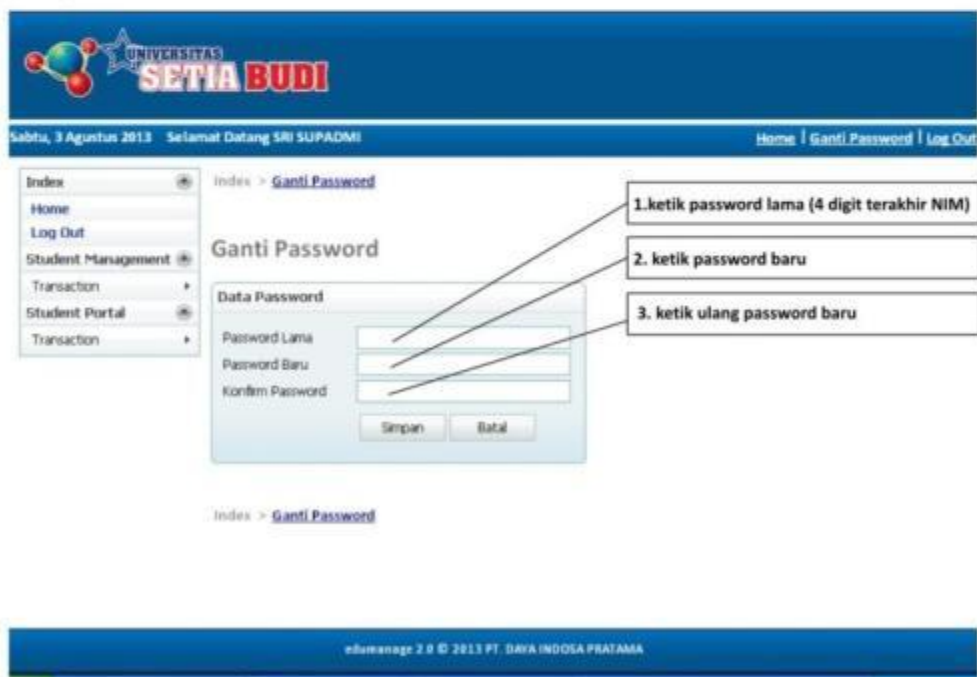 UNIVERSITAS
SETIA BUDI
Sabtu, 3 Agustus 2013 Selamat Datang SRI SUPADMI
Home | Ganti Password | Log Out
Index
Home
Log Out
Student Management
Transaction
Student Portal
Transaction
Index > Ganti Password
Ganti Password
Data Password
Password Lama
Password Baru
Konfirm Password
Simpan Batal
1.ketik password lama (4 digit terakhir NIM)
2. ketik password baru
3. ketik ulang password baru
Index > Ganti Password
edumanage 2.0 © 2013 PT. DAYA INDOSA PRATAMA